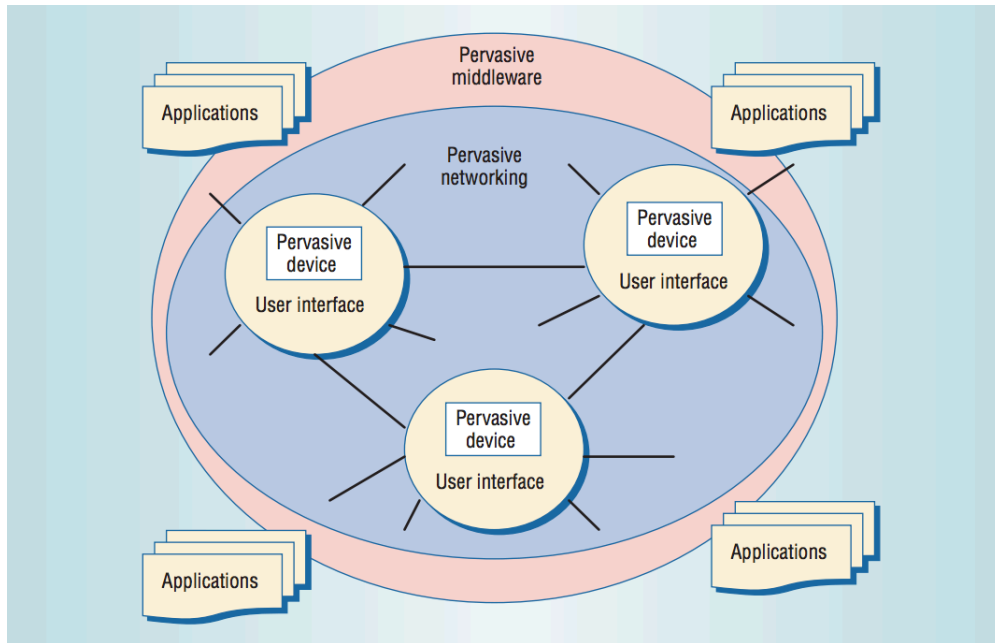 Pervasive
middleware
Applications
Applications
Pervasive
networking
Pervasive
device
User interface
Pervasive
device
User interface
Pervasive
device
User interface
Applications
Applications